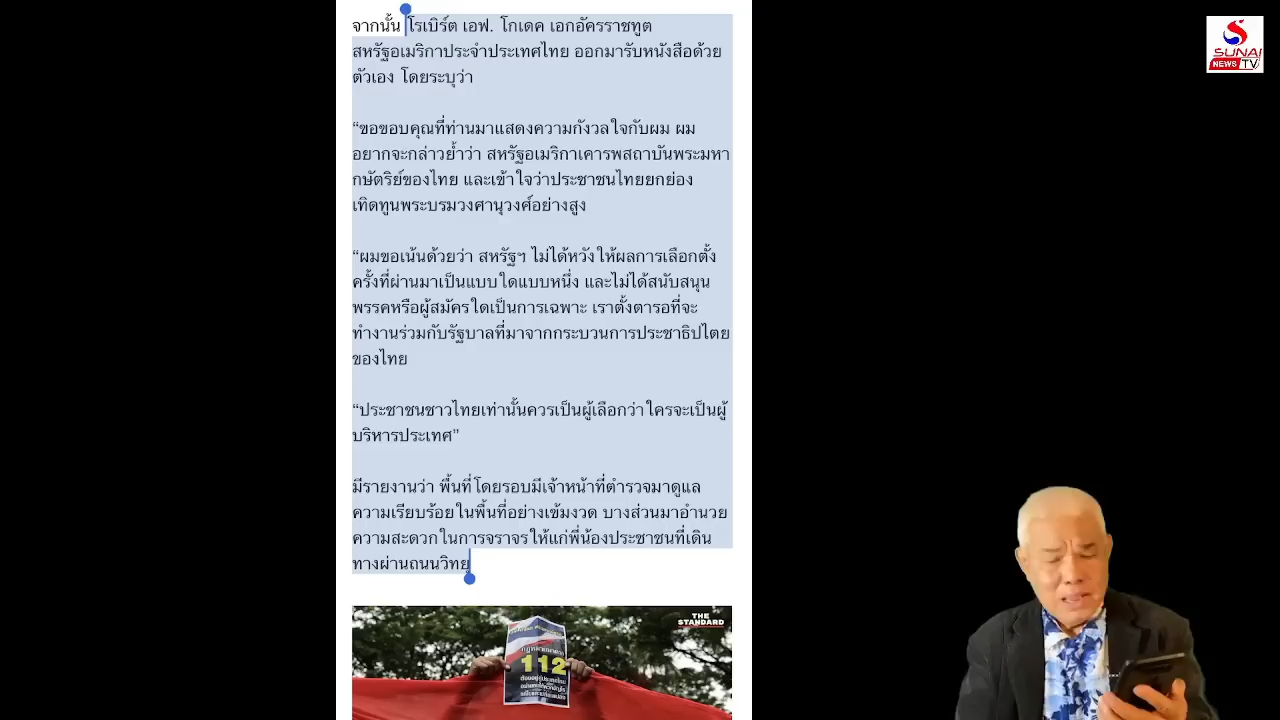 จากนั้น โรเบิร์ต เอฟ. โกเดค เอกอัครราชทูต
สหรัฐอเมริกาประจำประเทศไทย ออกมารับหนังสือด้วย
ตัวเอง โดยระบุว่า
“ขอขอบคุณที่ท่านมาแสดงความกังวลใจกับผม ผม
อยากจะกล่าวย้ำว่า สหรัฐอเมริกาเคารพสถาบันพระมหา
กษัตริย์ของไทย และเข้าใจว่าประชาชนไทยยกย่อง
เทิดทูนพระบรมวงศานุวงศ์อย่างสูง
“ผมขอเน้นด้วยว่า สหรัฐฯ ไม่ได้หวังให้ผลการเลือกตั้ง
ครั้งที่ผ่านมาเป็นแบบใดแบบหนึ่ง และไม่ได้สนับสนุน
พรรคหรือผู้สมัครใดเป็นการเฉพาะ เราตั้งตารอที่จะ
ทำงานร่วมกับรัฐบาลที่มาจากกระบวนการประชาธิปไตย
ของไทย
“ประชาชนชาวไทยเท่านั้นควรเป็นผู้เลือกว่าใครจะเป็นผู้
บริหารประเทศ”
มีรายงานว่า พื้นที่โดยรอบมีเจ้าหน้าที่ตำรวจมาดูแล
ความเรียบร้อยในพื้นที่อย่างเข้มงวด บางส่วนมาอำนวย
ความสะดวกในการจราจรให้แก่พี่น้องประชาชนที่เดิน
ทางผ่านถนนวิทยุ
THE
STANDARD
112
SUNAI
NEWS TV